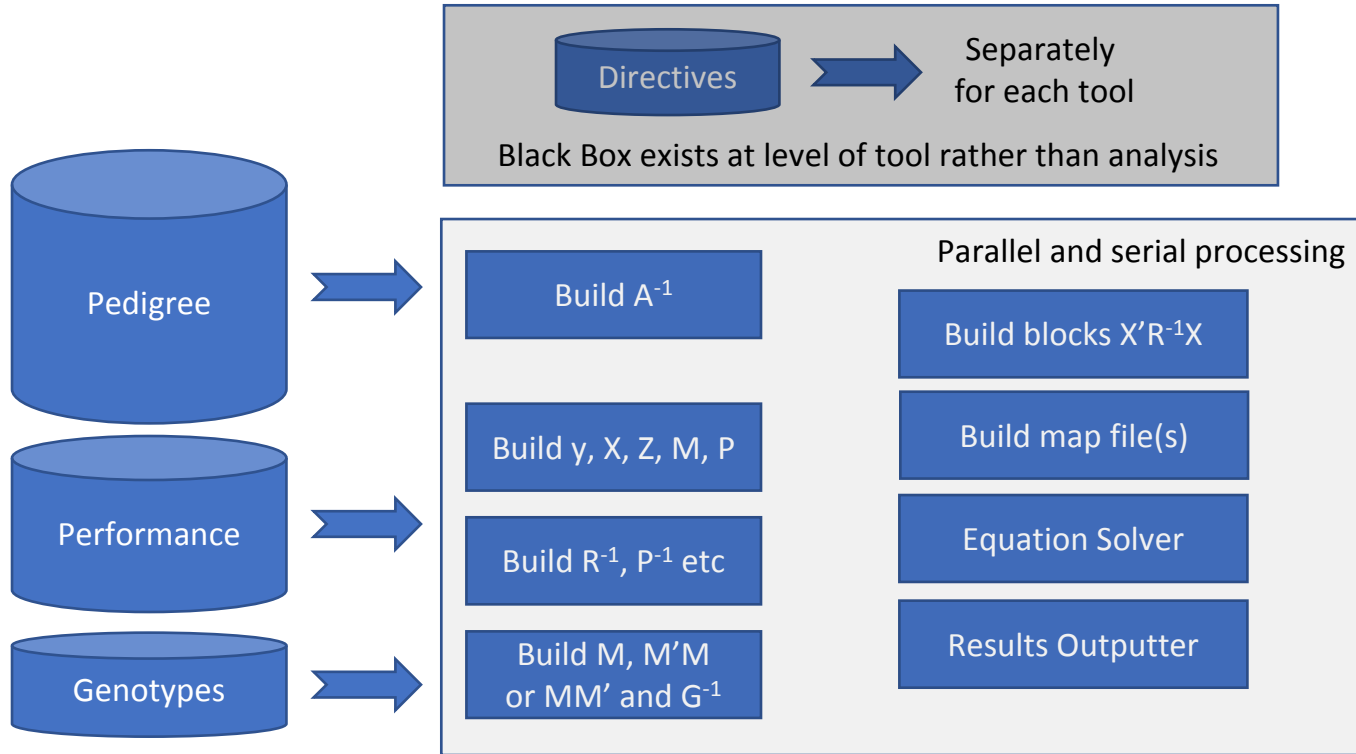 Directives
Separately
for each tool
Black Box exists at level of tool rather than analysis
Pedigree
Performance
Genotypes
Parallel and serial processing
Build A⁻¹
Build y, X, Z, M, P
Build R⁻¹, P⁻¹ etc
Build M, M’M
or MM’ and G⁻¹
Build blocks X’R⁻¹X
Build map file(s)
Equation Solver
Results Outputter